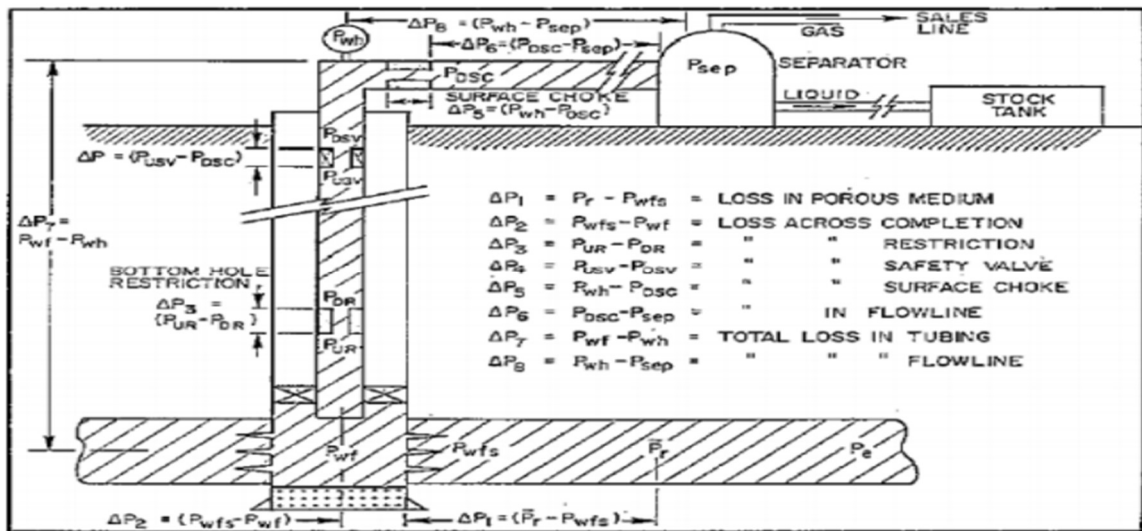 ΔP8 = (Pwh-Psep)
Pwh
ΔP6=(PDSC-Psep)
SALES
LINE
GAS
PDSC
Psep
SEPARATOR
SURFACE CHOKE
ΔP5=(Pwh-PDSC)
LIQUID
STOCK
TANK
PDSV
ΔP = (PUSV-PDSC)
PUSV
ΔP7=
Pwf-Pwh
ΔP1 = Pr - Pwfs = LOSS IN POROUS MEDIUM
ΔP2 = Pwfs-Pwf = LOSS ACROSS COMPLETION
ΔP3 = PUR-PDR = " " RESTRICTION
ΔP4 = PUSV-PDSV = " " SAFETY VALVE
ΔP5 = Pwh-PDSC = " " SURFACE CHOKE
ΔP6 = PDSC-Psep = " IN FLOWLINE
ΔP7 = Pwf-Pwh = TOTAL LOSS IN TUBING
ΔP8 = Pwh-Psep = " " " FLOWLINE
BOTTOM HOLE
RESTRICTION
ΔP3 =
(PUR-PDR)
PDR
PUR
Pwf
Pwfs
P̄r
Pe
ΔP2 = (Pwfs-Pwf)
ΔP1=(P̄r-Pwfs)